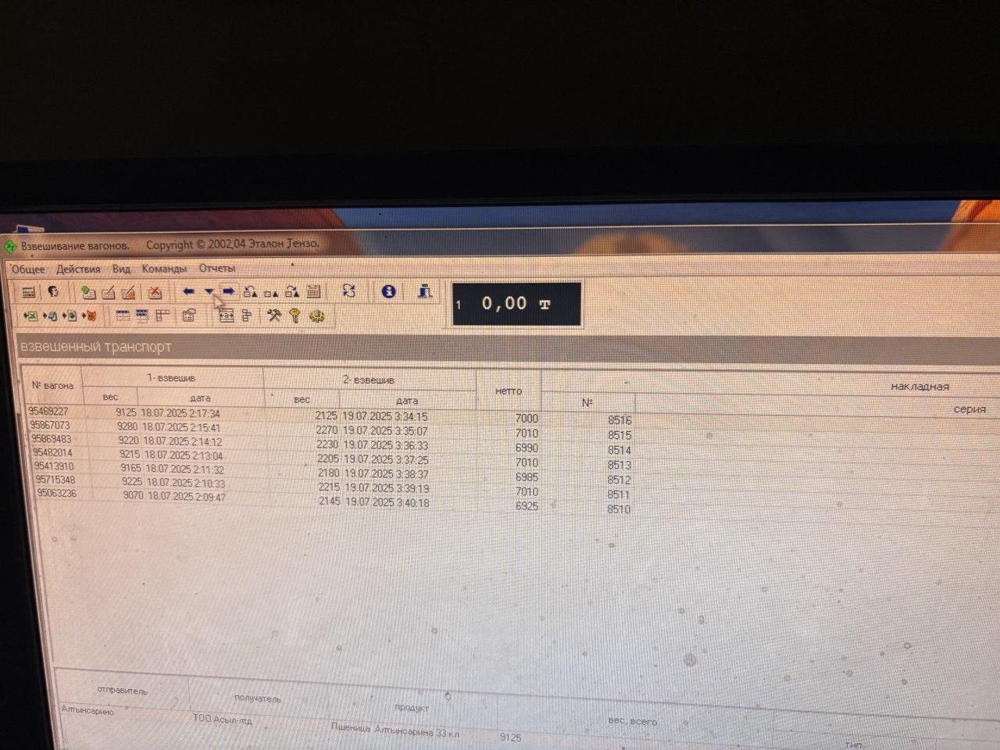 Взвешивание вагонов. Copyright © 2002,04 Эталон Тензо.
Общее Действия Вид Команды Отчеты
1 0,00 т
взвешенный транспорт
№ вагона 1- взвешив 2- взвешив нетто накладная
вес дата вес дата № серия
95469227 9125 18.07.2025 2:17:34 2125 19.07.2025 3:34:15 7000 8516
95867073 9280 18.07.2025 2:15:41 2270 19.07.2025 3:35:07 7010 8515
95869483 9220 18.07.2025 2:14:12 2230 19.07.2025 3:36:33 6990 8514
95482014 9215 18.07.2025 2:13:04 2205 19.07.2025 3:37:25 7010 8513
95413910 9165 18.07.2025 2:11:32 2180 19.07.2025 3:38:37 6985 8512
95715348 9225 18.07.2025 2:10:33 2215 19.07.2025 3:39:19 7010 8511
95063236 9070 18.07.2025 2:09:47 2145 19.07.2025 3:40:18 6925 8510
отправитель получатель продукт вес, всего тип
Алтынсарино ТОО Асыл-лтд Пшеница Алтынсарина 33 кл 9125